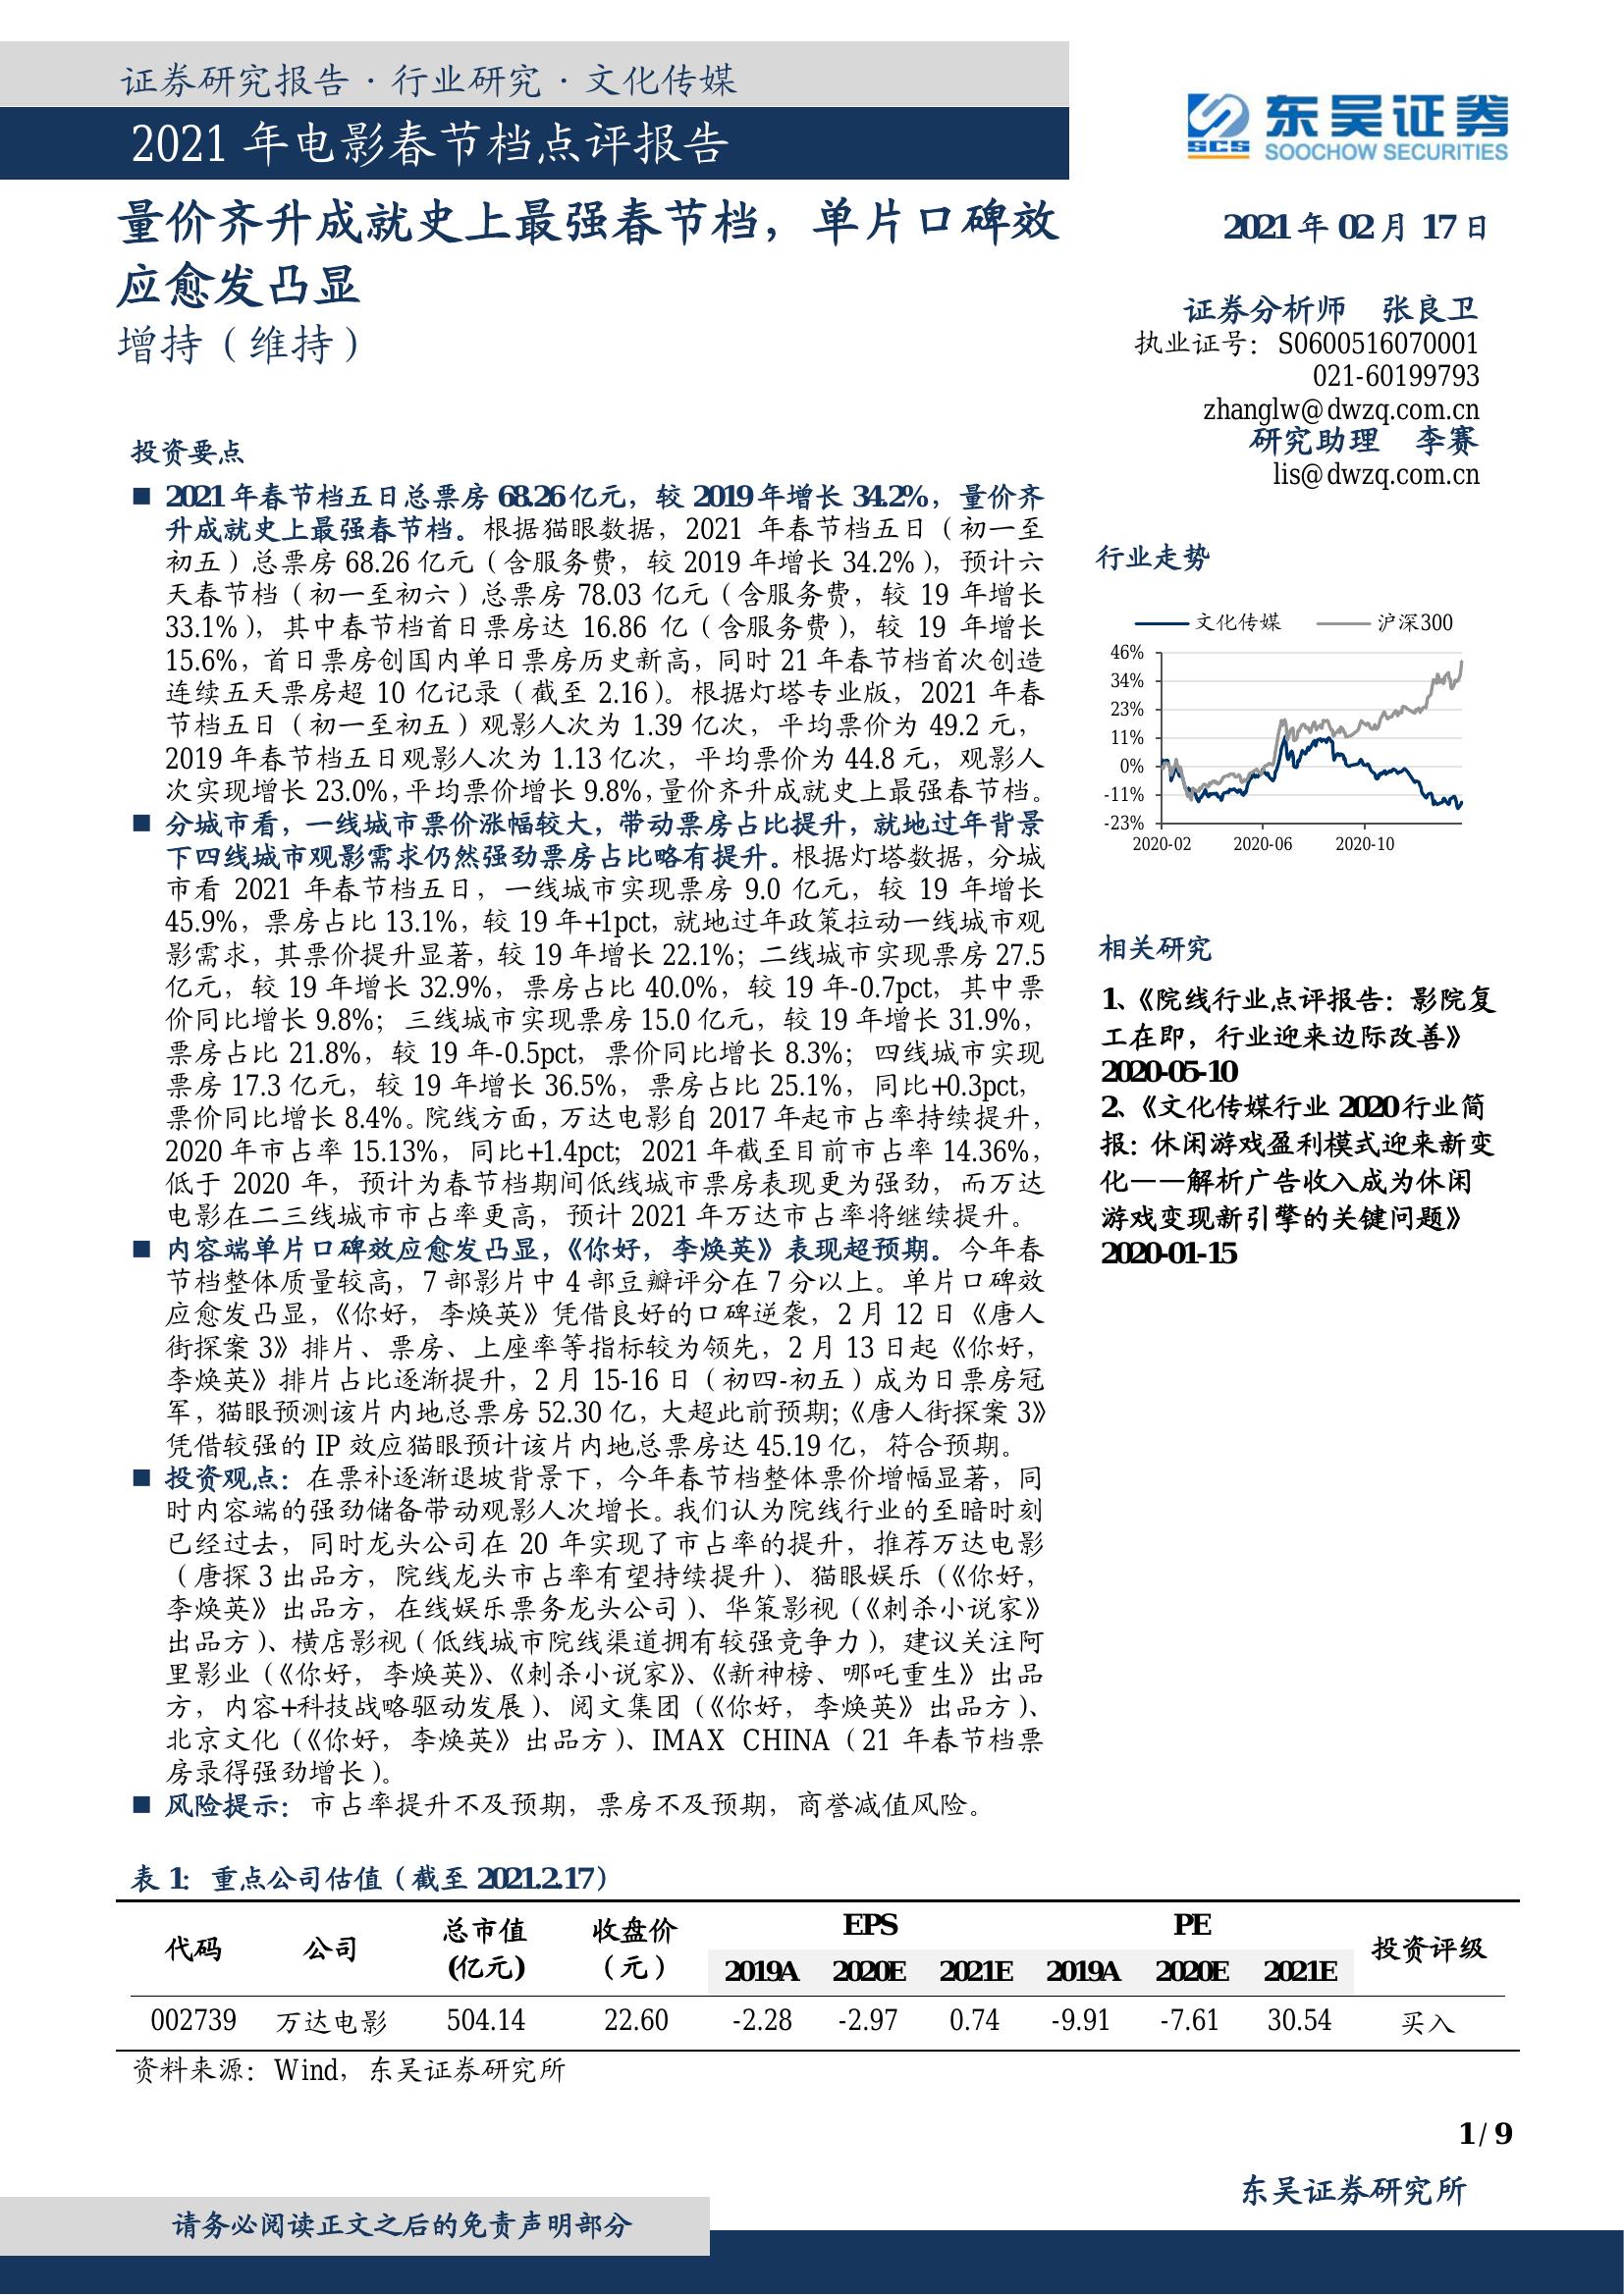 证券研究报告·行业研究·文化传媒
2021 年电影春节档点评报告
东吴证券
SCS
SOOCHOW SECURITIES
量价齐升成就史上最强春节档，单片口碑效
应愈发凸显
增持（维持）
2021 年 02 月 17 日
证券分析师 张良卫
执业证号：S0600516070001
021-60199793
zhanglw@dwzq.com.cn
研究助理 李赛
lis@dwzq.com.cn
投资要点
■ 2021 年春节档五日总票房 68.26 亿元，较 2019 年增长 34.2%，量价齐
升成就史上最强春节档。根据猫眼数据，2021 年春节档五日（初一至
初五）总票房 68.26 亿元（含服务费，较 2019 年增长 34.2%），预计六
天春节档（初一至初六）总票房 78.03 亿元（含服务费，较 19 年增长
33.1%），其中春节档首日票房达 16.86 亿（含服务费），较 19 年增长
15.6%，首日票房创国内单日票房历史新高，同时 21 年春节档首次创造
连续五天票房超 10 亿记录（截至 2.16）。根据灯塔专业版，2021 年春
节档五日（初一至初五）观影人次为 1.39 亿次，平均票价为 49.2 元，
2019 年春节档五日观影人次为 1.13 亿次，平均票价为 44.8 元，观影人
次实现增长 23.0%，平均票价增长 9.8%，量价齐升成就史上最强春节档。
■ 分城市看，一线城市票价涨幅较大，带动票房占比提升，就地过年背景
下四线城市观影需求仍然强劲票房占比略有提升。根据灯塔数据，分城
市看 2021 年春节档五日，一线城市实现票房 9.0 亿元，较 19 年增长
45.9%，票房占比 13.1%，较 19 年+1pct，就地过年政策拉动一线城市观
影需求，其票价提升显著，较 19 年增长 22.1%；二线城市实现票房 27.5
亿元，较 19 年增长 32.9%，票房占比 40.0%，较 19 年-0.7pct，其中票
价同比增长 9.8%；三线城市实现票房 15.0 亿元，较 19 年增长 31.9%，
票房占比 21.8%，较 19 年-0.5pct，票价同比增长 8.3%；四线城市实现
票房 17.3 亿元，较 19 年增长 36.5%，票房占比 25.1%，同比+0.3pct，
票价同比增长 8.4%。院线方面，万达电影自 2017 年起市占率持续提升，
2020 年市占率 15.13%，同比+1.4pct；2021 年截至目前市占率 14.36%，
低于 2020 年，预计为春节档期间低线城市票房表现更为强劲，而万达
电影在二三线城市市占率更高，预计 2021 年万达市占率将继续提升。
■ 内容端单片口碑效应愈发凸显，《你好，李焕英》表现超预期。今年春
节档整体质量较高，7 部影片中 4 部豆瓣评分在 7 分以上。单片口碑效
应愈发凸显，《你好，李焕英》凭借良好的口碑逆袭，2 月 12 日《唐人
街探案 3》排片、票房、上座率等指标较为领先，2 月 13 日起《你好，
李焕英》排片占比逐渐提升，2 月 15-16 日（初四-初五）成为日票房冠
军，猫眼预测该片内地总票房 52.30 亿，大超此前预期；《唐人街探案 3》
凭借较强的 IP 效应猫眼预计该片内地总票房达 45.19 亿，符合预期。
■ 投资观点：在票补逐渐退坡背景下，今年春节档整体票价增幅显著，同
时内容端的强劲储备带动观影人次增长。我们认为院线行业的至暗时刻
已经过去，同时龙头公司在 20 年实现了市占率的提升，推荐万达电影
（唐探 3 出品方，院线龙头市占率有望持续提升）、猫眼娱乐（《你好，
李焕英》出品方，在线娱乐票务龙头公司）、华策影视（《刺杀小说家》
出品方）、横店影视（低线城市院线渠道拥有较强竞争力），建议关注阿
里影业（《你好，李焕英》、《刺杀小说家》、《新神榜、哪吒重生》出品
方，内容+科技战略驱动发展）、阅文集团（《你好，李焕英》出品方）、
北京文化（《你好，李焕英》出品方）、IMAX CHINA（21 年春节档票
房录得强劲增长）。
■ 风险提示：市占率提升不及预期，票房不及预期，商誉减值风险。
行业走势
文化传媒 沪深300
46%
34%
23%
11%
0%
-11%
-23%
2020-02 2020-06 2020-10
相关研究
1、《院线行业点评报告：影院复
工在即，行业迎来边际改善》
2020-05-10
2、《文化传媒行业 2020 行业简
报：休闲游戏盈利模式迎来新变
化——解析广告收入成为休闲
游戏变现新引擎的关键问题》
2020-01-15
表 1：重点公司估值（截至 2021.2.17）
代码 公司 总市值 (亿元) 收盘价 （元） EPS PE 投资评级
2019A 2020E 2021E 2019A 2020E 2021E
002739 万达电影 504.14 22.60 -2.28 -2.97 0.74 -9.91 -7.61 30.54 买入
资料来源：Wind，东吴证券研究所
1 / 9
东吴证券研究所
请务必阅读正文之后的免责声明部分